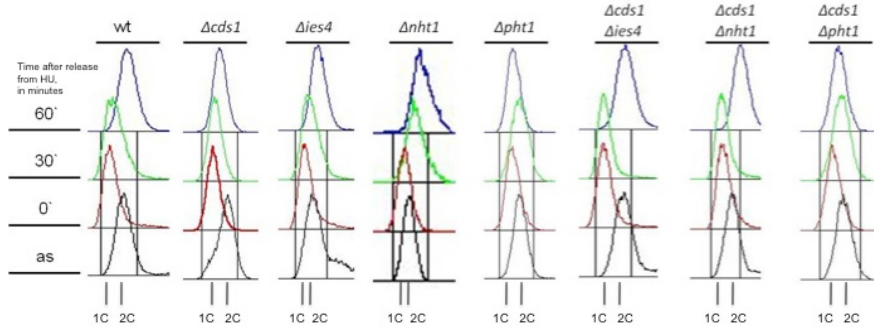 wt Δcds1 Δies4 Δnht1 Δpht1 Δcds1 Δies4 Δcds1 Δnht1 Δcds1 Δpht1
Time after release
from HU,
in minutes
60`
30`
0`
as
1C 2C 1C 2C 1C 2C 1C 2C 1C 2C 1C 2C 1C 2C 1C 2C